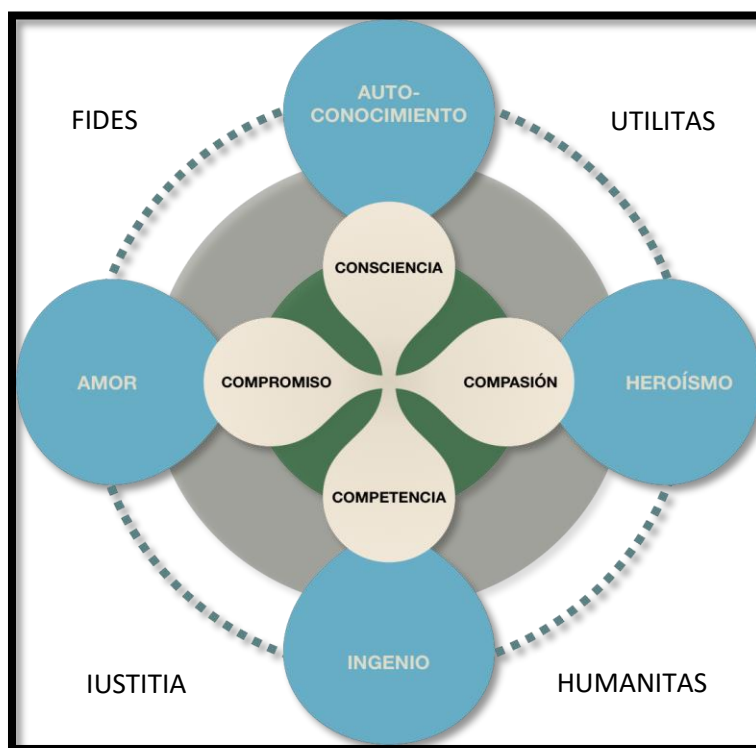 AUTO-
CONOCIMIENTO
FIDES
UTILITAS
CONSCIENCIA
AMOR
COMPROMISO
COMPASIÓN
HEROÍSMO
COMPETENCIA
INGENIO
IUSTITIA
HUMANITAS